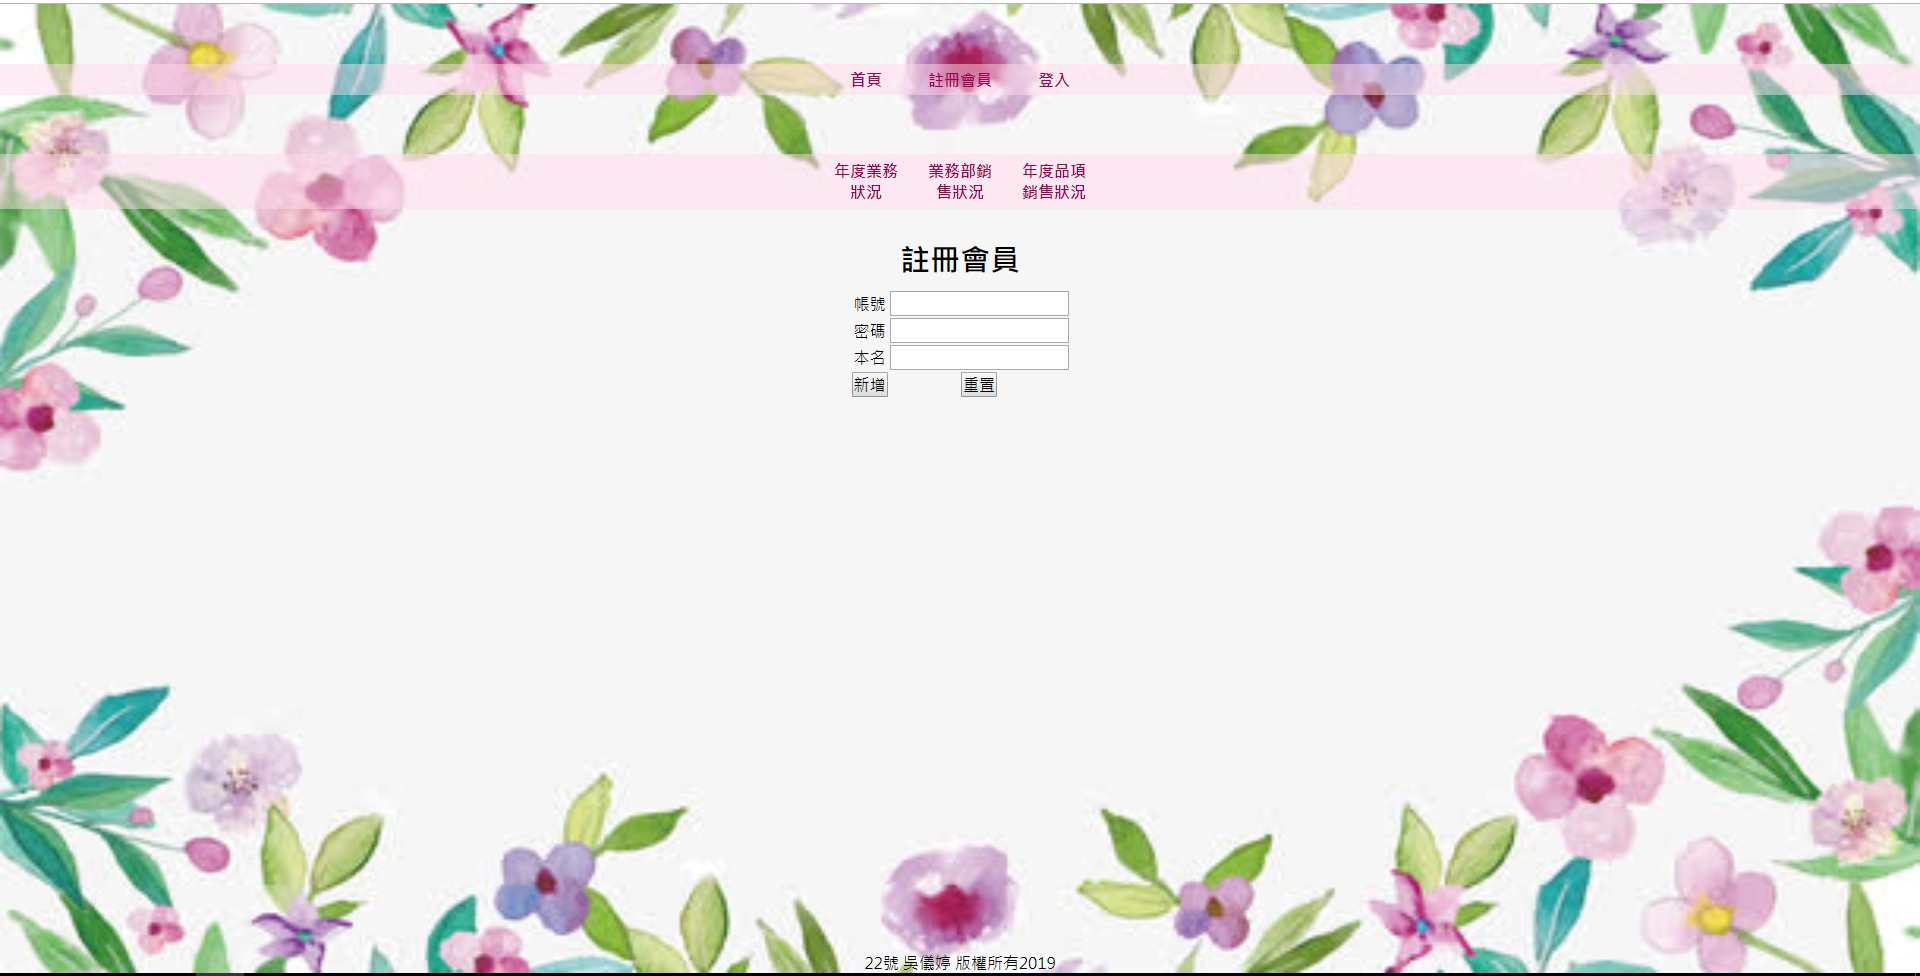 首頁 註冊會員 登入
年度業務 業務部銷 年度品項
狀況 售狀況 銷售狀況
註冊會員
帳號
密碼
本名
新增 重置
22號 吳儀婷 版權所有2019